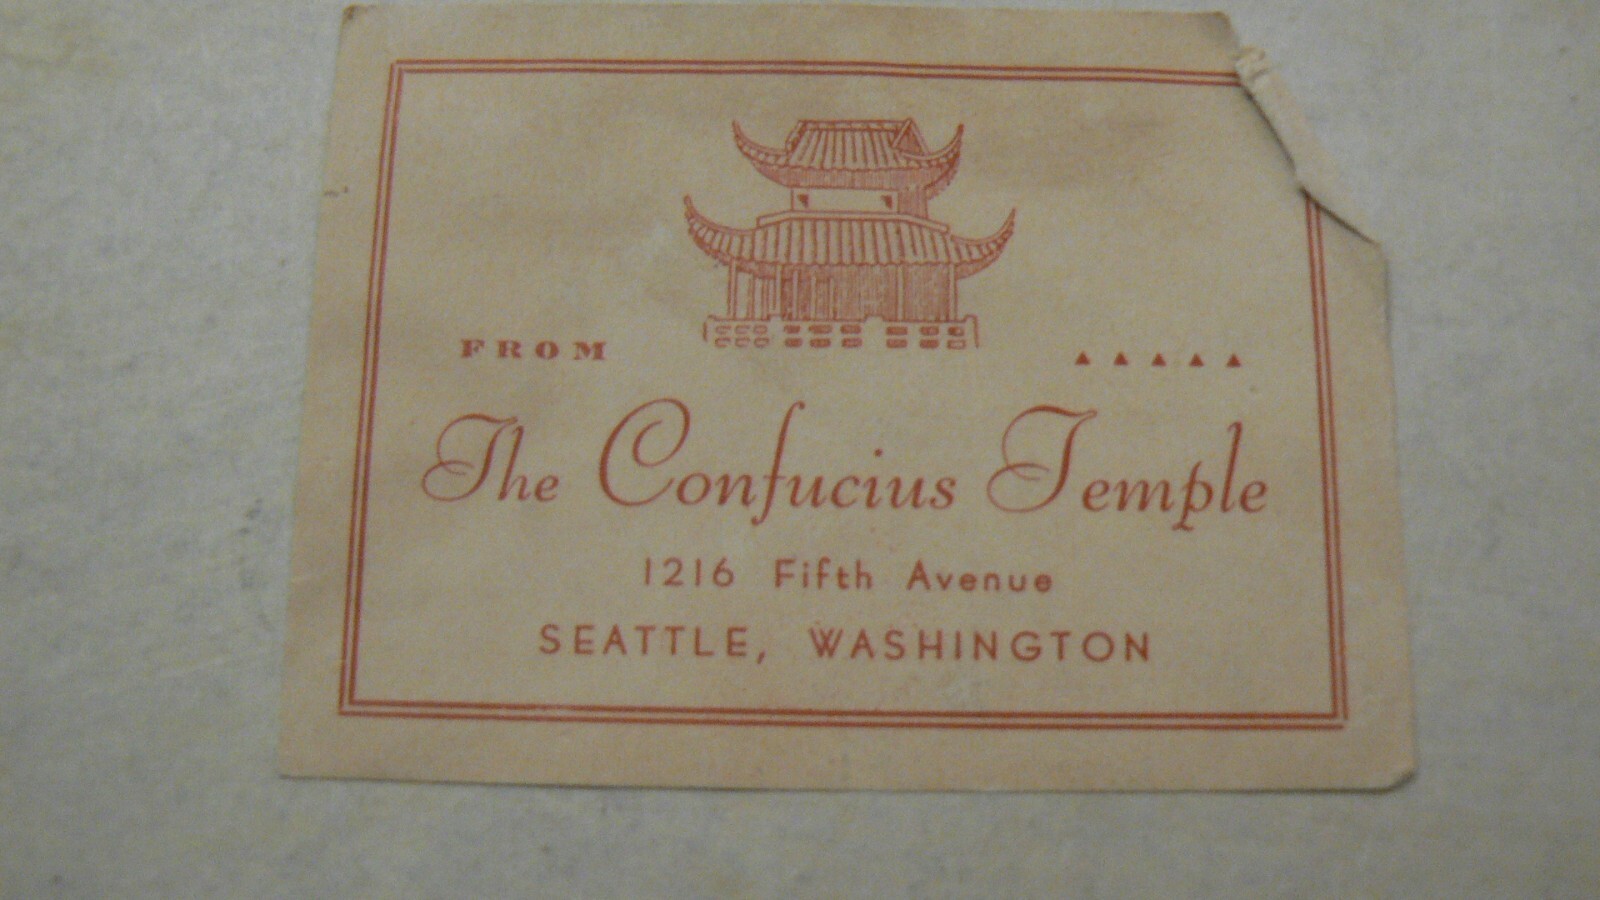 FROM
The Confucius Temple
1216 Fifth Avenue
SEATTLE, WASHINGTON